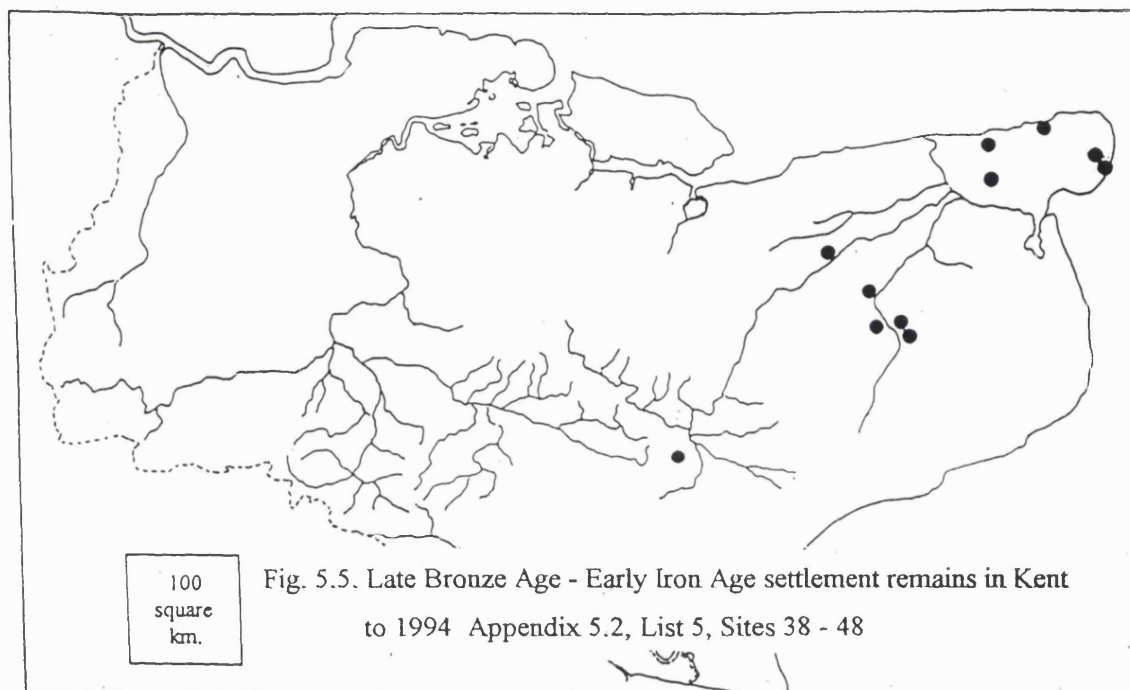 100
square
km.
Fig. 5.5. Late Bronze Age - Early Iron Age settlement remains in Kent
to 1994 Appendix 5.2, List 5, Sites 38 - 48